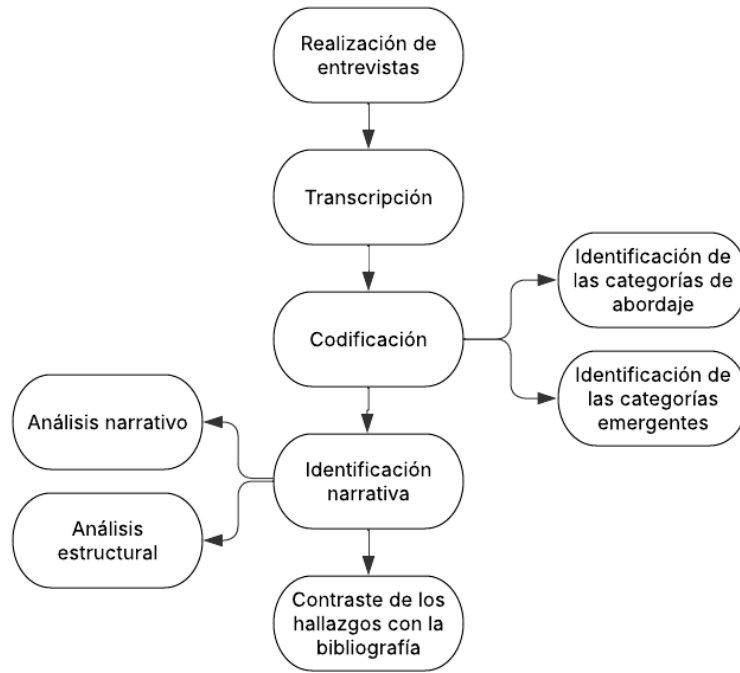 Realización de
entrevistas
Transcripción
Codificación
Identificación de
las categorías de
abordaje
Identificación de
las categorías
emergentes
Identificación
narrativa
Análisis narrativo
Análisis
estructural
Contraste de los
hallazgos con la
bibliografía